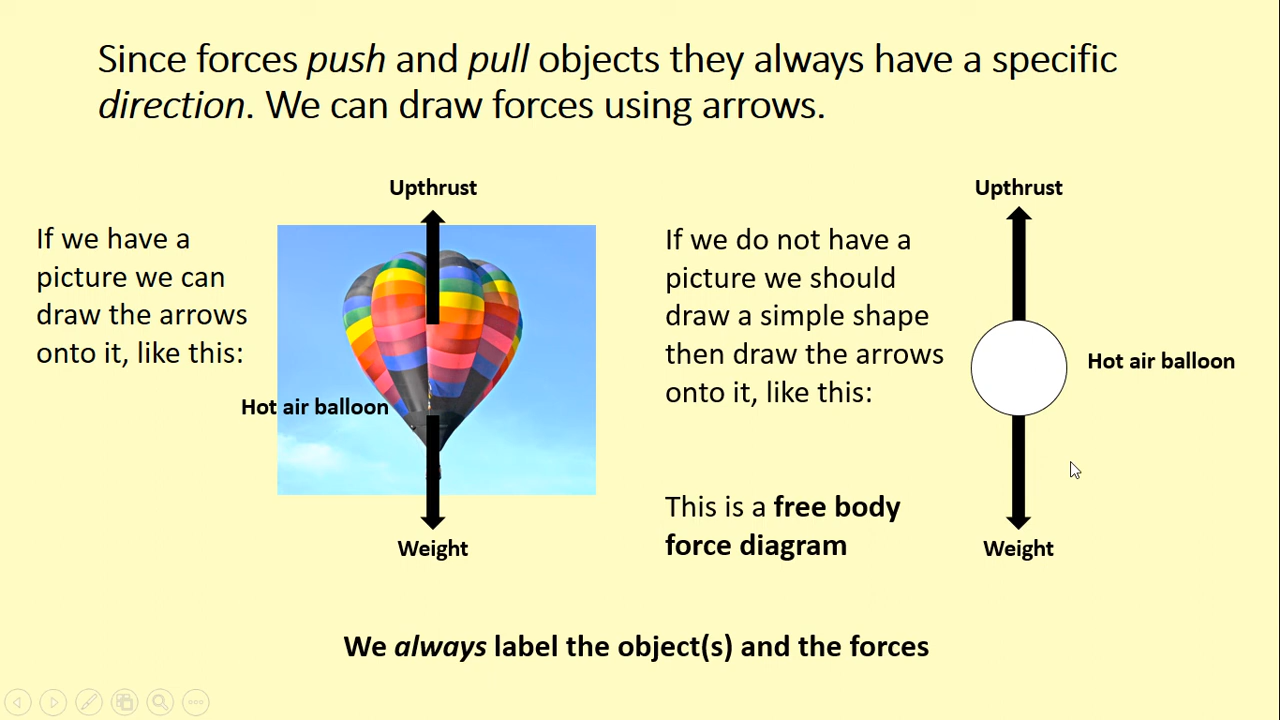 Since forces push and pull objects they always have a specific
direction. We can draw forces using arrows.
Upthrust
If we have a
picture we can
draw the arrows
onto it, like this:
Hot air balloon
Weight
Upthrust
If we do not have a
picture we should
draw a simple shape
then draw the arrows
onto it, like this:
Hot air balloon
This is a free body
force diagram
Weight
We always label the object(s) and the forces